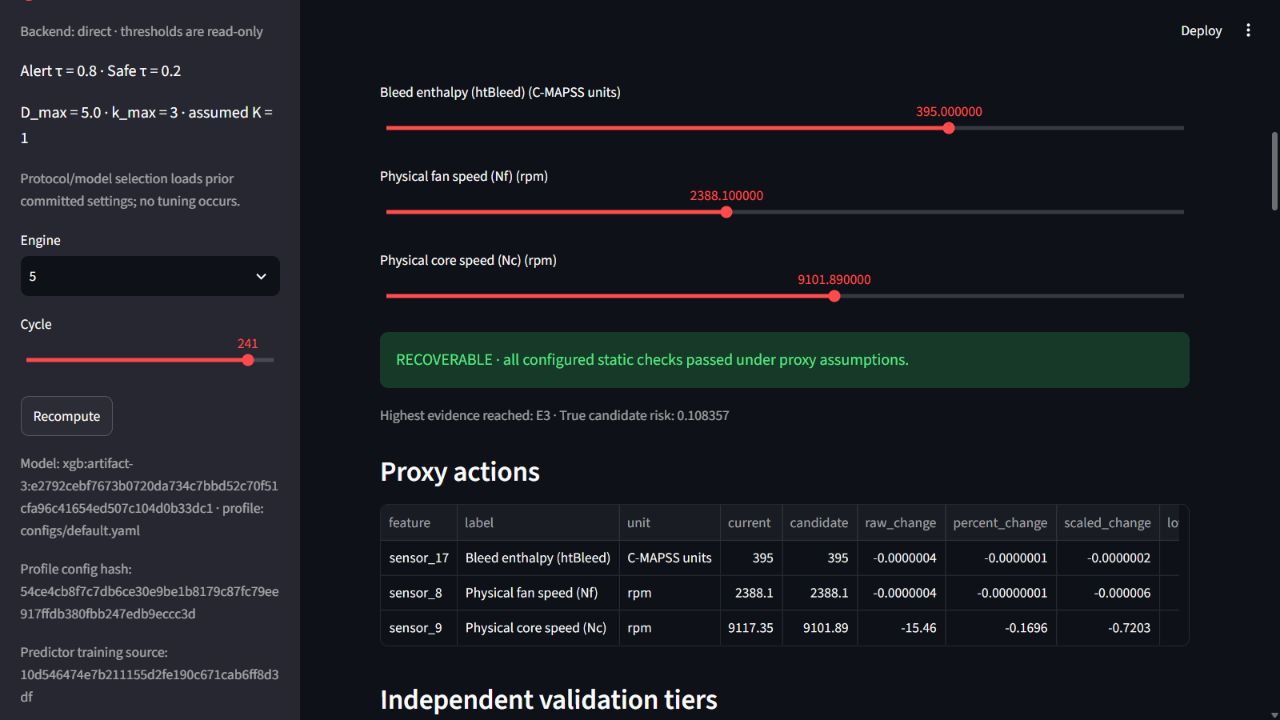 Backend: direct · thresholds are read-only
Alert τ = 0.8 · Safe τ = 0.2
D_max = 5.0 · k_max = 3 · assumed K =
1
Protocol/model selection loads prior
committed settings; no tuning occurs.
Engine
5
Cycle
241
Recompute
Model: xgb:artifact-
3:e2792cebf7673b0720da734c7bbd52c70f51
cfa96c41654ed507c104d0b33dc1 · profile:
configs/default.yaml
Profile config hash:
54ce4cb8f7c7db6ce30e9be1b8179c87fc79ee
917ffdb380fbb247edb9eccc3d
Predictor training source:
10d546474e7b211155d2fe190c671cab6ff8d3
df
Deploy
Bleed enthalpy (htBleed) (C-MAPSS units)
395.000000
Physical fan speed (Nf) (rpm)
2388.100000
Physical core speed (Nc) (rpm)
9101.890000
RECOVERABLE · all configured static checks passed under proxy assumptions.
Highest evidence reached: E3 · True candidate risk: 0.108357
Proxy actions
feature label unit current candidate raw_change percent_change scaled_change lo
sensor_17 Bleed enthalpy (htBleed) C-MAPSS units 395 395 -0.0000004 -0.0000001 -0.0000002
sensor_8 Physical fan speed (Nf) rpm 2388.1 2388.1 -0.0000004 -0.00000001 -0.000006
sensor_9 Physical core speed (Nc) rpm 9117.35 9101.89 -15.46 -0.1696 -0.7203
Independent validation tiers